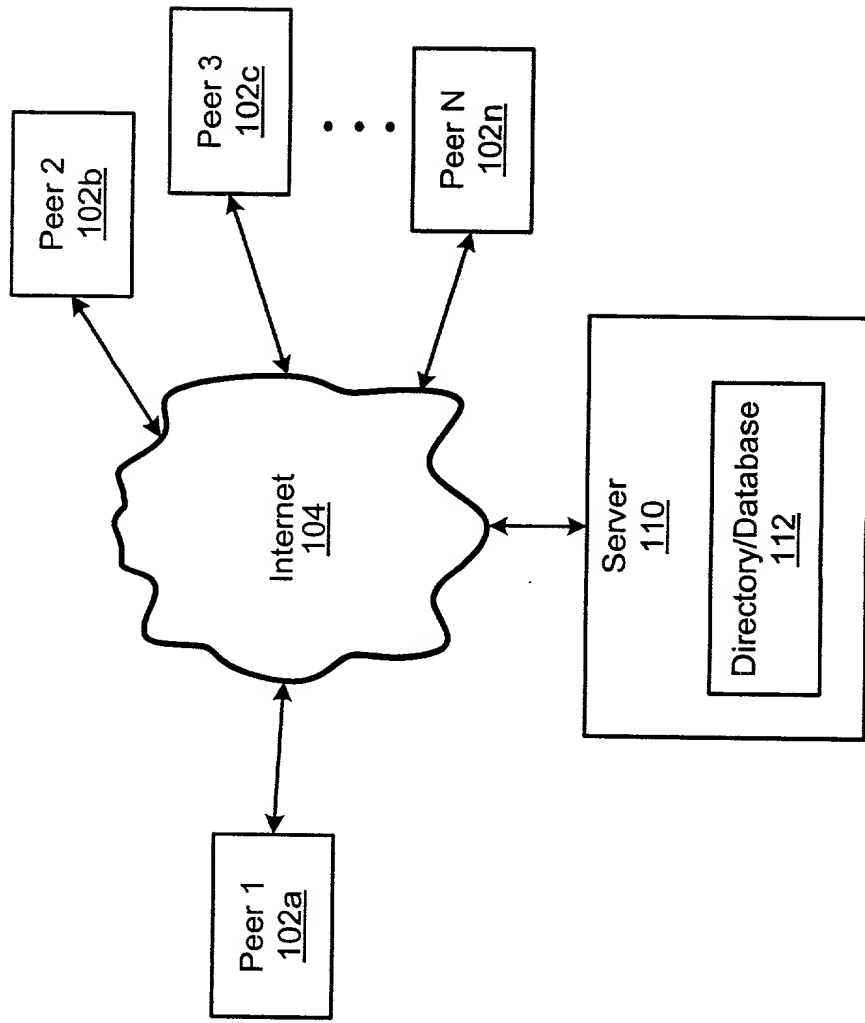 Peer 1
102a
Internet
104
Peer 2
102b
Peer 3
102c
Peer N
102n
Server
110
Directory/Database
112